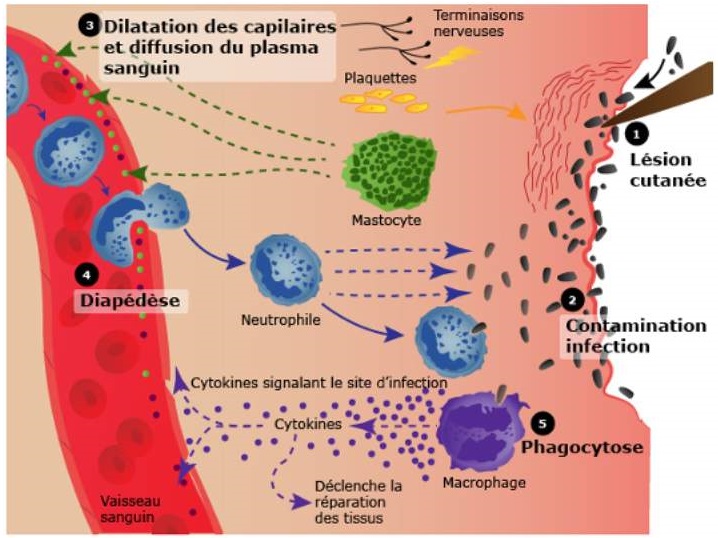 3
Dilatation des capilaires
et diffusion du plasma
sanguin
Terminaisons
nerveuses
Plaquettes
1
Lésion
cutanée
Mastocyte
4
Diapédèse
Neutrophile
2
Contamination
infection
Cytokines signalant le site d'infection
Cytokines
5
Phagocytose
Macrophage
Déclenche la
réparation
des tissus
Vaisseau
sanguin